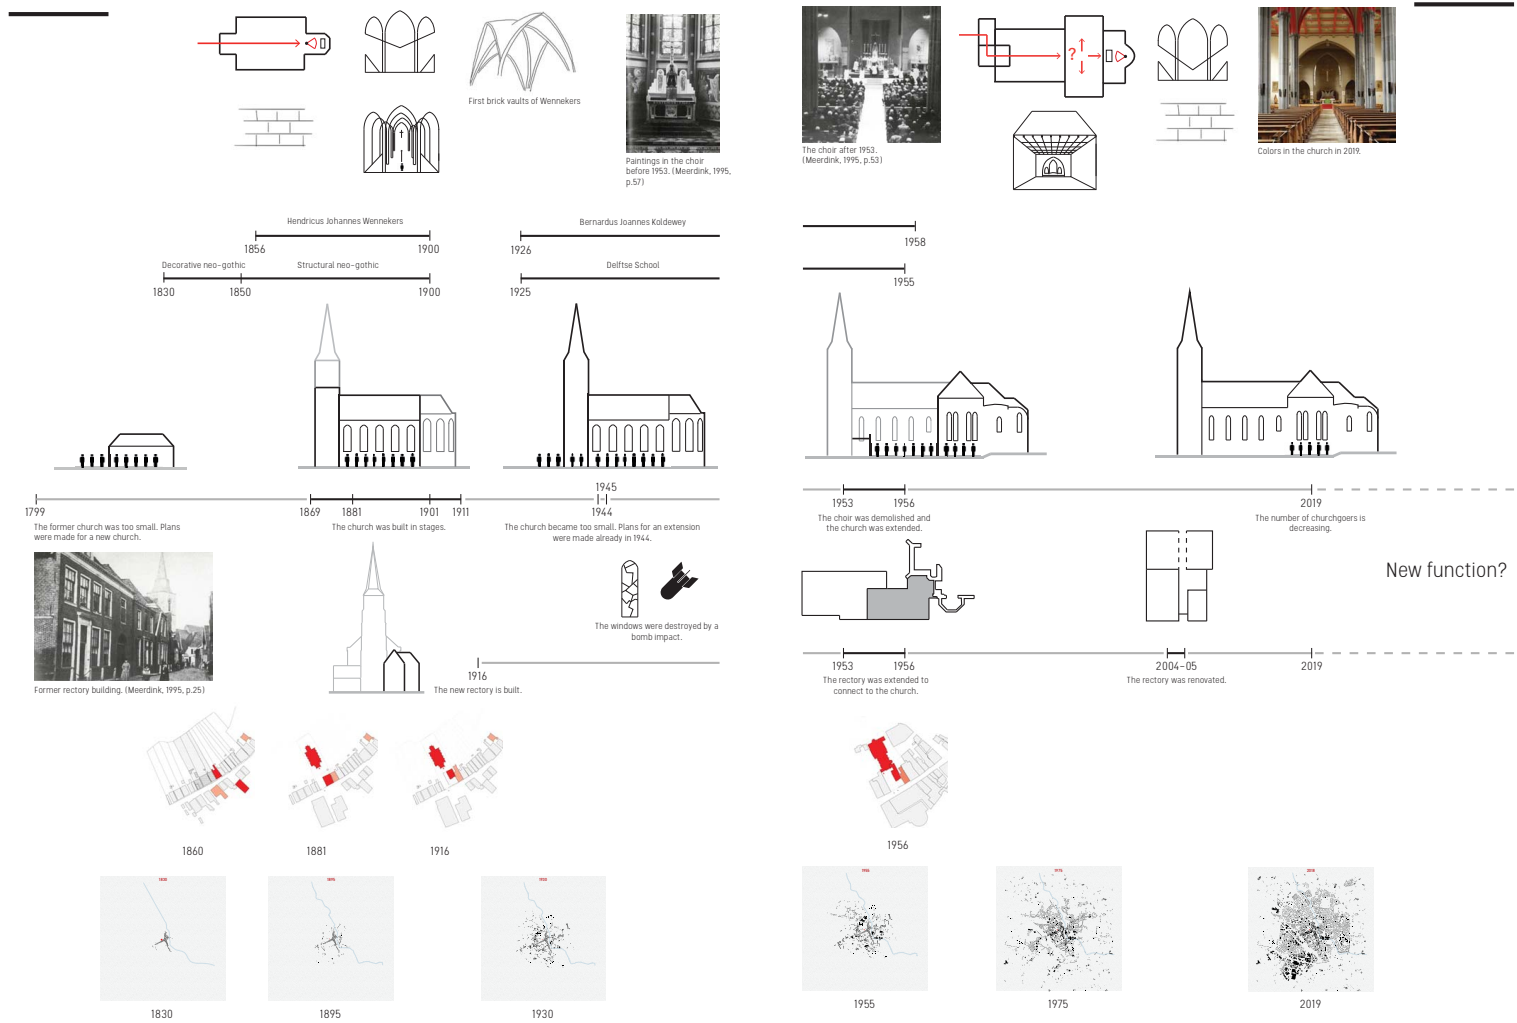 First brick vaults of Wennekers
Paintings in the choir
before 1953. (Meerdink, 1995,
p.57)
The choir after 1953.
(Meerdink, 1995, p.53)
?
Colors in the church in 2019.
Hendricus Johannes Wennekers
1856
1900
Bernardus Joannes Koldewey
1926
1958
Decorative neo-gothic
Structural neo-gothic
1830
1850
1900
Delftse School
1925
1955
1799
The former church was too small. Plans
were made for a new church.
1869
1881
1901
1911
The church was built in stages.
1945
1944
The church became too small. Plans for an extension
were made already in 1944.
1953
1956
The choir was demolished and
the church was extended.
2019
The number of churchgoers is
decreasing.
New function?
Former rectory building. (Meerdink, 1995, p.25)
The windows were destroyed by a
bomb impact.
1916
The new rectory is built.
1953
1956
The rectory was extended to
connect to the church.
2004-05
The rectory was renovated.
2019
1860
1881
1916
1956
1830
1895
1930
1955
1975
2019